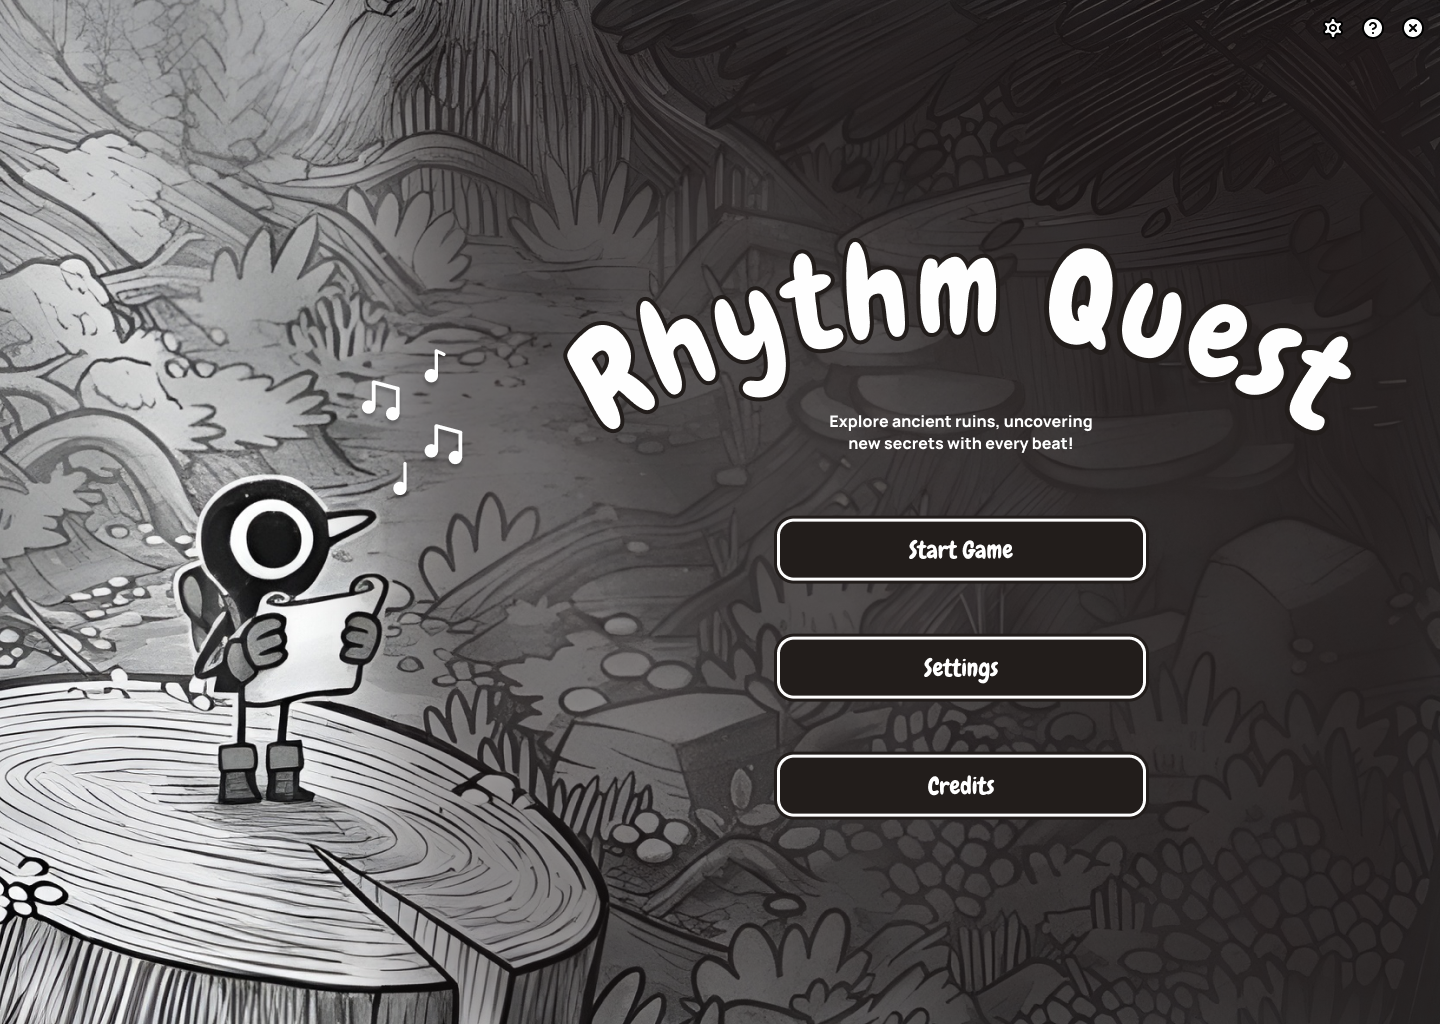 Rhythm Quest
Explore ancient ruins, uncovering
new secrets with every beat!
Start Game
Settings
Credits